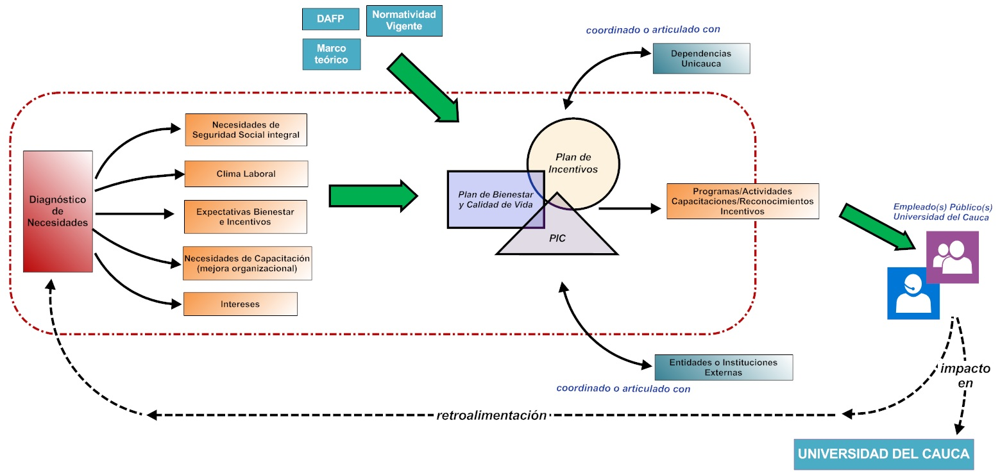 DAFP
Normatividad
Vigente
Marco
teórico
coordinado o articulado con
Dependencias
Unicauca
Diagnóstico
de
Necesidades
Necesidades de
Seguridad Social integral
Clima Laboral
Expectativas Bienestar
e Incentivos
Necesidades de Capacitación
(mejora organizacional)
Intereses
Plan de
Incentivos
Plan de Bienestar
y Calidad de Vida
PIC
Programas/Actividades
Capacitaciones/Reconocimientos
Incentivos
Empleado(s) Público(s)
Universidad del Cauca
Entidades o Instituciones
Externas
coordinado o articulado con
impacto
en
retroalimentación
UNIVERSIDAD DEL CAUCA